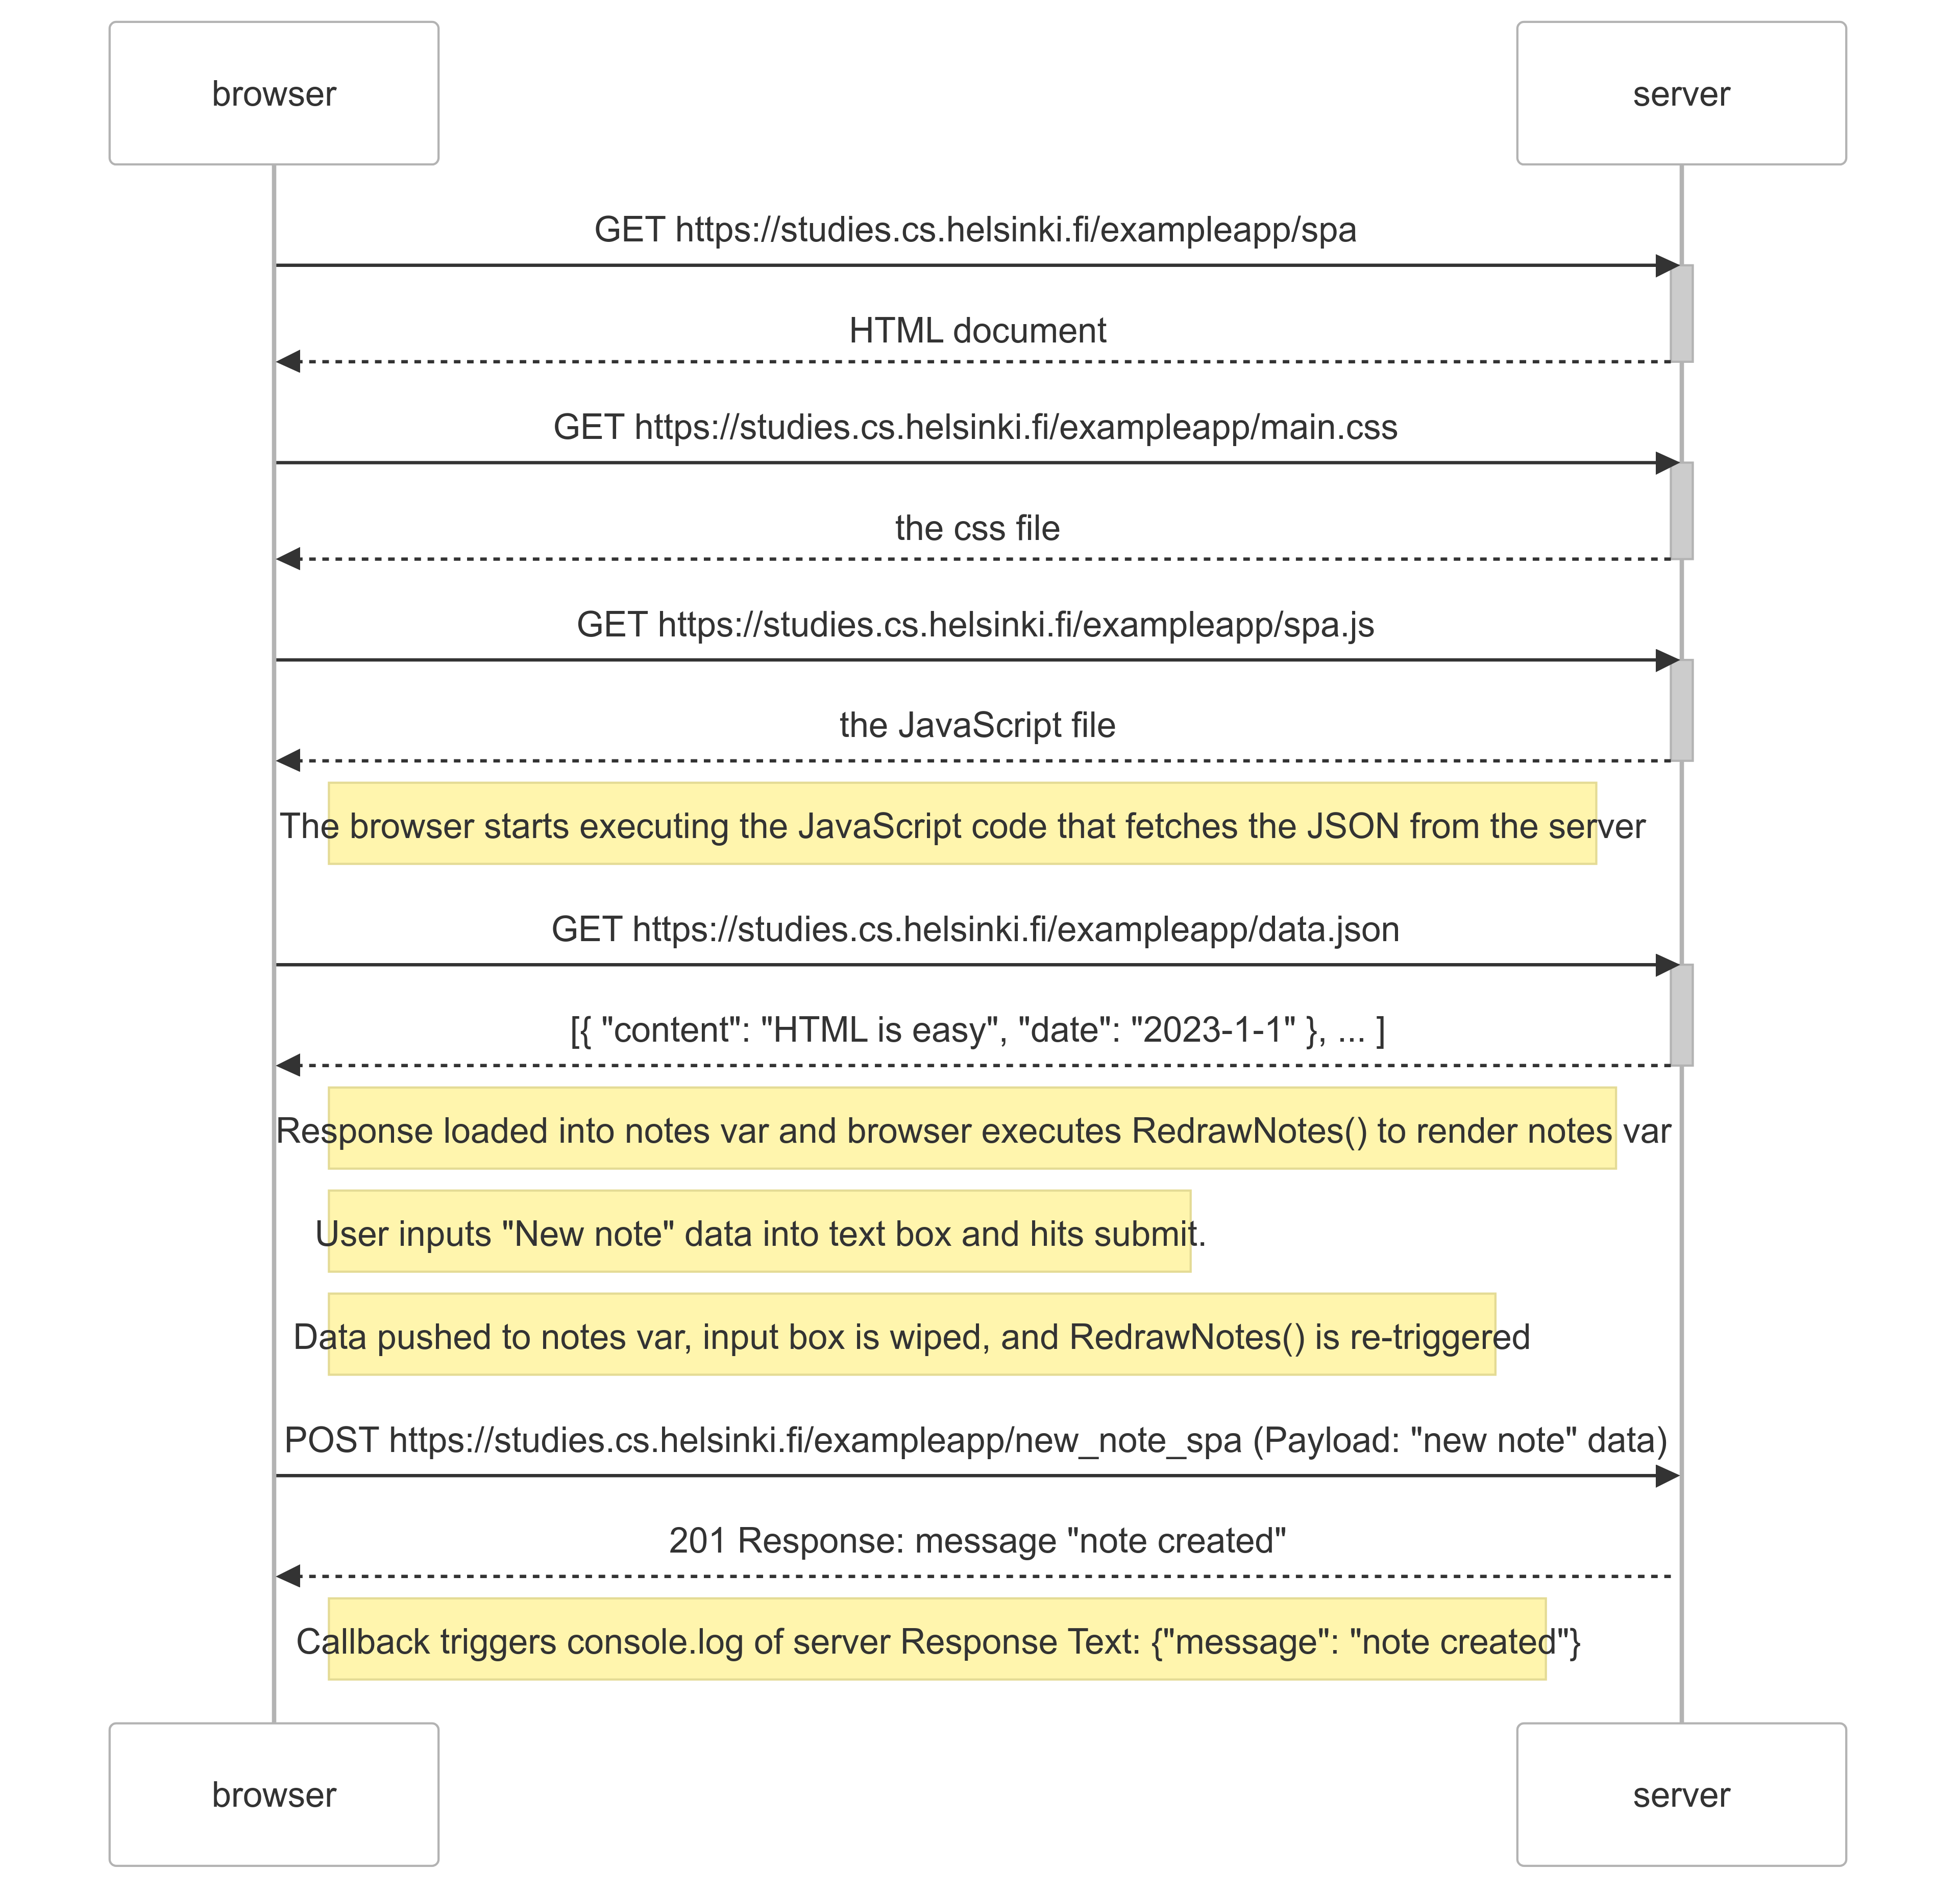 browser
server
GET https://studies.cs.helsinki.fi/exampleapp/spa
HTML document
GET https://studies.cs.helsinki.fi/exampleapp/main.css
the css file
GET https://studies.cs.helsinki.fi/exampleapp/spa.js
the JavaScript file
The browser starts executing the JavaScript code that fetches the JSON from the server
GET https://studies.cs.helsinki.fi/exampleapp/data.json
[{ "content": "HTML is easy", "date": "2023-1-1" }, ... ]
Response loaded into notes var and browser executes RedrawNotes() to render notes var
User inputs "New note" data into text box and hits submit.
Data pushed to notes var, input box is wiped, and RedrawNotes() is re-triggered
POST https://studies.cs.helsinki.fi/exampleapp/new_note_spa (Payload: "new note" data)
201 Response: message "note created"
Callback triggers console.log of server Response Text: {"message": "note created"}
browser
server